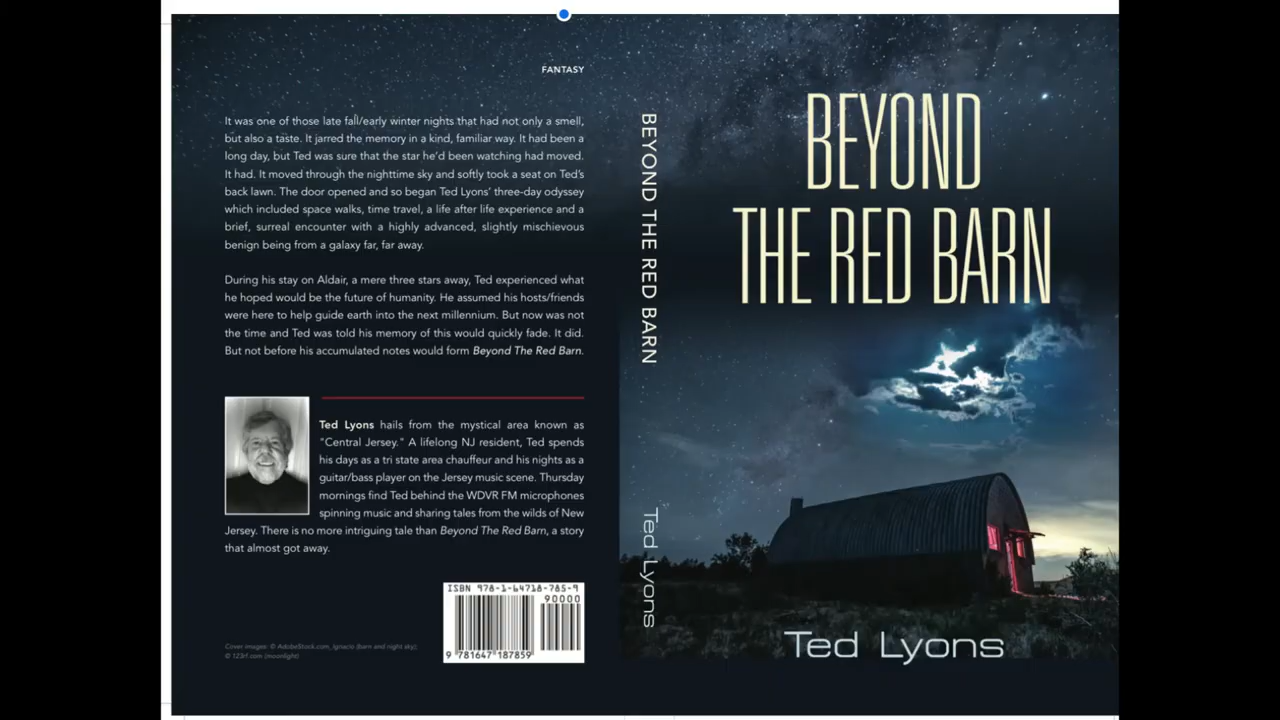 FANTASY
It was one of those late fall/early winter nights that had not only a smell,
but also a taste. It jarred the memory in a kind, familiar way. It had been a
long day, but Ted was sure that the star he'd been watching had moved.
It had. It moved through the nighttime sky and softly took a seat on Ted's
back lawn. The door opened and so began Ted Lyons' three-day odyssey
which included space walks, time travel, a life after life experience and a
brief, surreal encounter with a highly advanced, slightly mischievous
benign being from a galaxy far, far away.
During his stay on Aldair, a mere three stars away, Ted experienced what
he hoped would be the future of humanity. He assumed his hosts/friends
were here to help guide earth into the next millennium. But now was not
the time and Ted was told his memory of this would quickly fade. It did.
But not before his accumulated notes would form Beyond The Red Barn.
Ted Lyons hails from the mystical area known as
"Central Jersey." A lifelong NJ resident, Ted spends
his days as a tri state area chauffeur and his nights as a
guitar/bass player on the Jersey music scene. Thursday
mornings find Ted behind the WDVR FM microphones
spinning music and sharing tales from the wilds of New
Jersey. There is no more intriguing tale than Beyond The Red Barn, a story
that almost got away.
ISBN 978-1-64718-785-9
90000
9 781647 187859
Cover images: © AdobeStock.com_Ignacio (barn and night sky);
© 123rf.com (moonlight)
BEYOND THE RED BARN
Ted Lyons
BEYOND
THE RED BARN
Ted Lyons